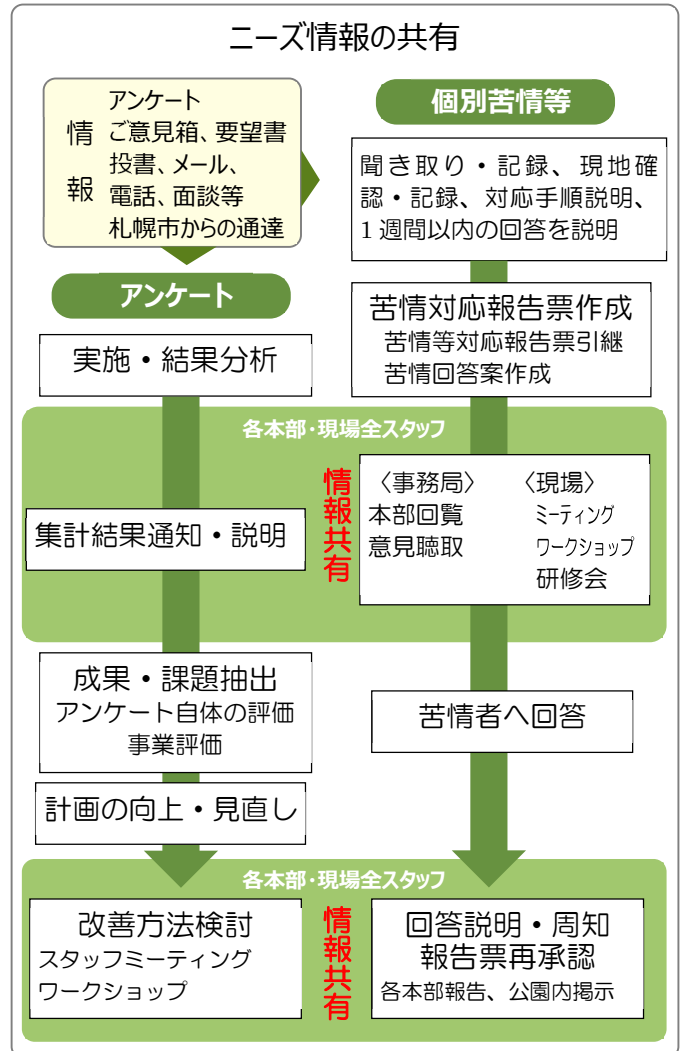 ニーズ情報の共有
情報
アンケート
ご意見箱、要望書
投書、メール、
電話、面談等
札幌市からの通達
個別苦情等
聞き取り・記録、現地確
認・記録、対応手順説明、
1週間以内の回答を説明
アンケート
実施・結果分析
苦情対応報告票作成
苦情等対応報告票引継
苦情回答案作成
各本部・現場全スタッフ
集計結果通知・説明
情報共有
〈事務局〉 〈現場〉
本部回覧 ミーティング
意見聴取 ワークショップ
研修会
成果・課題抽出
アンケート自体の評価
事業評価
計画の向上・見直し
苦情者へ回答
各本部・現場全スタッフ
改善方法検討
スタッフミーティング
ワークショップ
情報共有
回答説明・周知
報告票再承認
各本部報告、公園内掲示